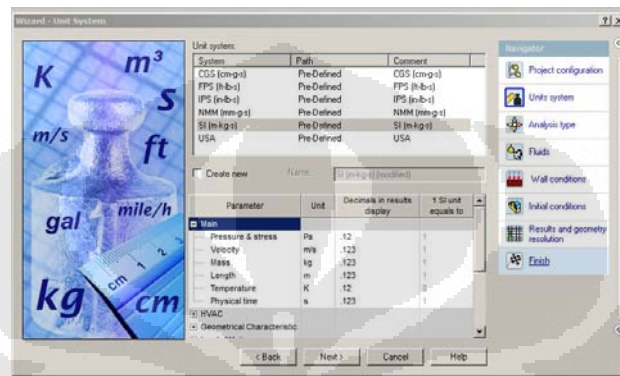 Wizard - Unit System
K
m³
s
m/s
ft
gal
mile/h
cm 1 2 3
kg
cm
Unit system:
System Path Comment
CGS (cm-g-s) Pre-Defined CGS (cm-g-s)
FPS (ft-lb-s) Pre-Defined FPS (ft-lb-s)
IPS (in-lb-s) Pre-Defined IPS (in-lb-s)
NMM (mm-g-s) Pre-Defined NMM (mm-g-s)
SI (m-kg-s) Pre-Defined SI (m-kg-s)
USA Pre-Defined USA
Create new Name: SI (m-kg-s) (modified)
Parameter Unit Decimals in results display 1 SI unit equals to
Main
Pressure & stress Pa .12 1
Velocity m/s .123 1
Mass kg .123 1
Length m .123 1
Temperature K .12 0
Physical time s .123 1
HVAC
Geometrical Characteristic
< Back Next > Cancel Help
Navigator
Project configuration
Units system
Analysis type
Fluids
Wall conditions
Initial conditions
Results and geometry resolution
Finish